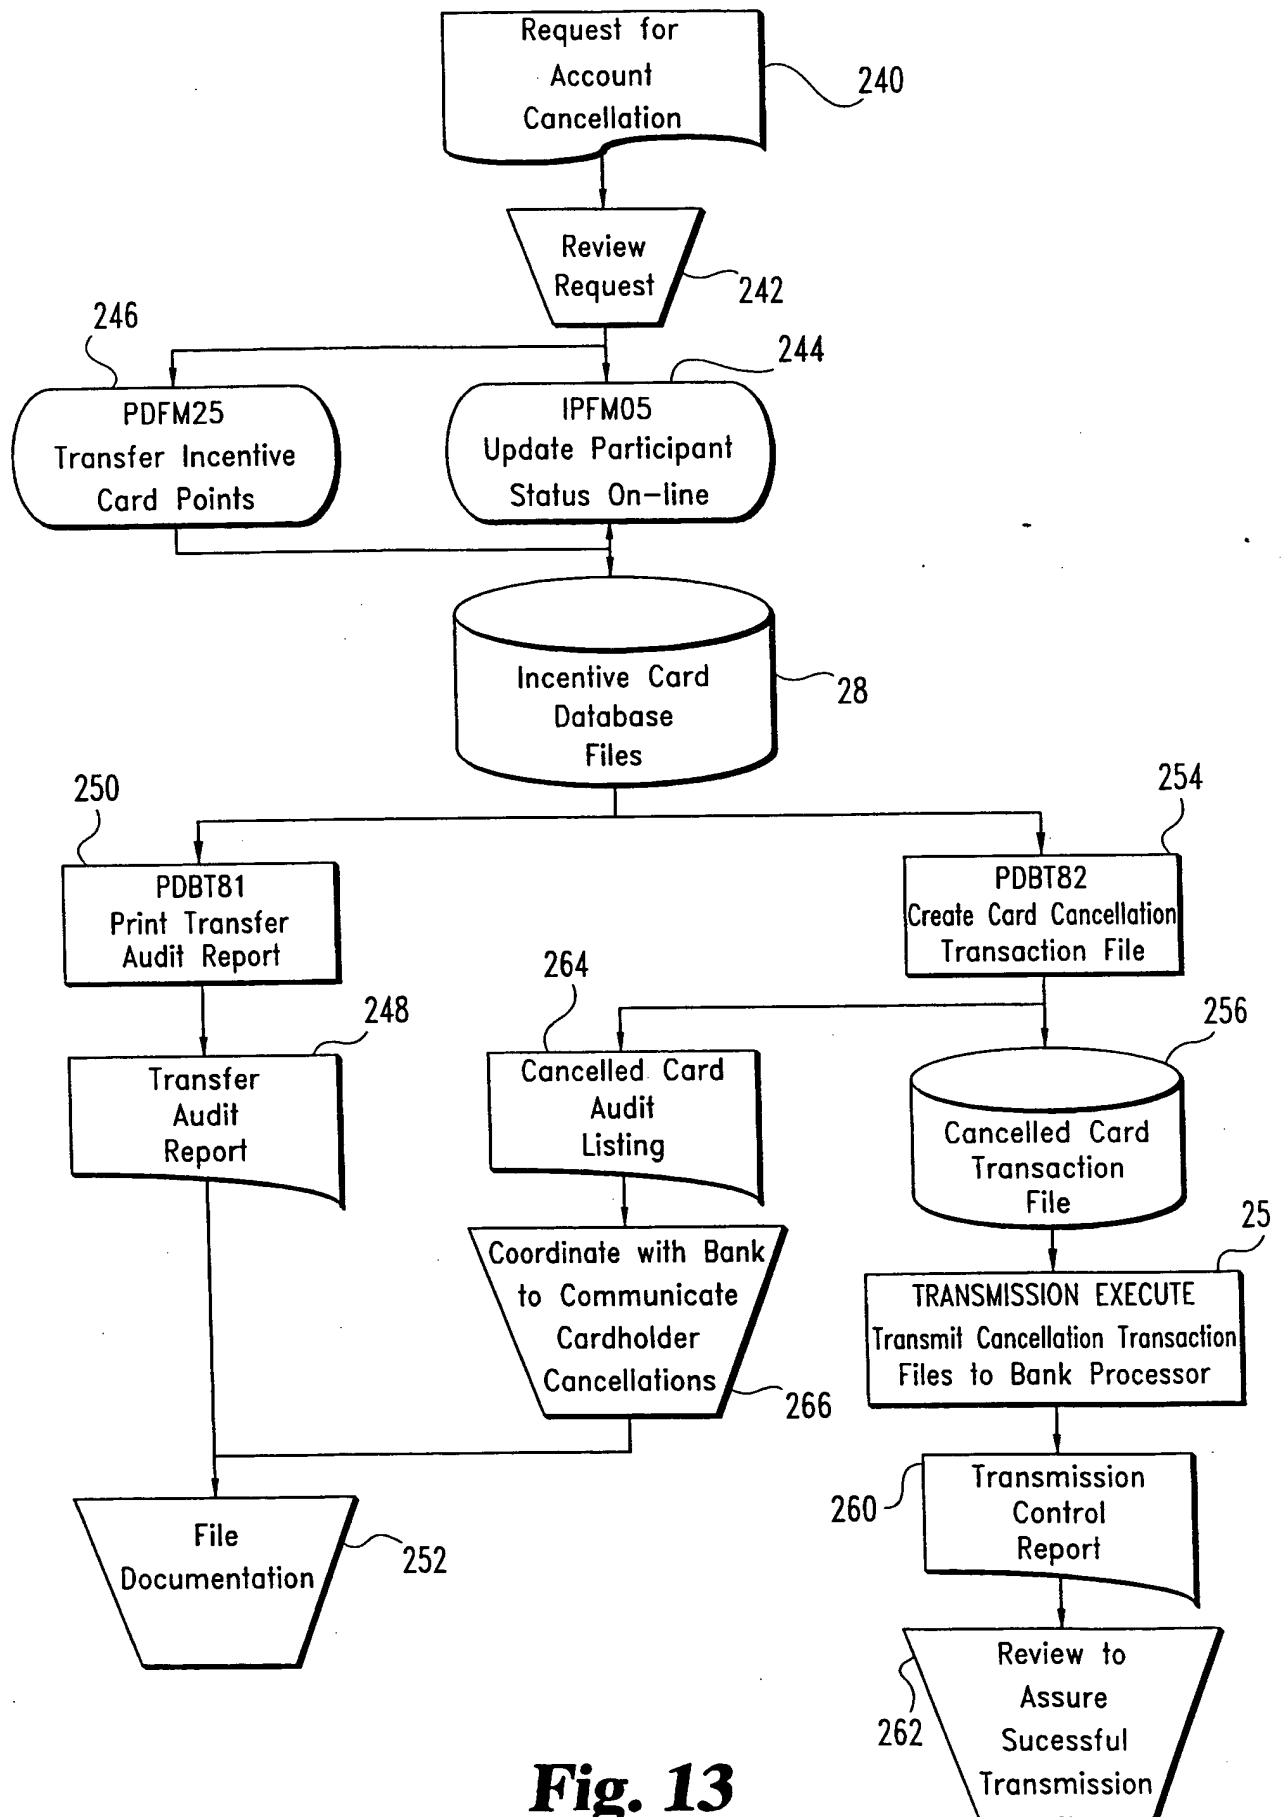 Request for
Account
Cancellation
240
Review
Request
242
246
244
PDFM25
Transfer Incentive
Card Points
IPFM05
Update Participant
Status On-line
Incentive Card
Database
Files
28
250
254
PDBT81
Print Transfer
Audit Report
PDBT82
Create Card Cancellation
Transaction File
264
248
256
Transfer
Audit
Report
Cancelled Card
Audit
Listing
Cancelled Card
Transaction
File
25
Coordinate with Bank
to Communicate
Cardholder
Cancellations
266
TRANSMISSION EXECUTE
Transmit Cancellation Transaction
Files to Bank Processor
260
Transmission
Control
Report
File
Documentation
252
262
Review to
Assure
Sucessful
Transmission
Fig. 13